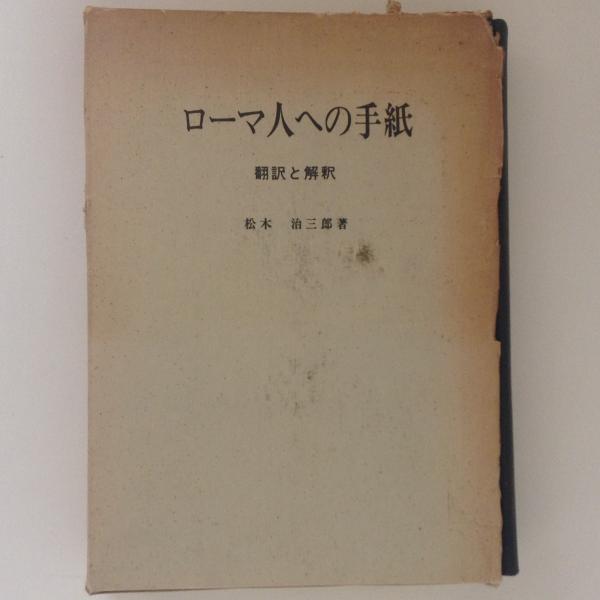 ローマ人への手紙
翻訳と解釈
松木 治三郎著